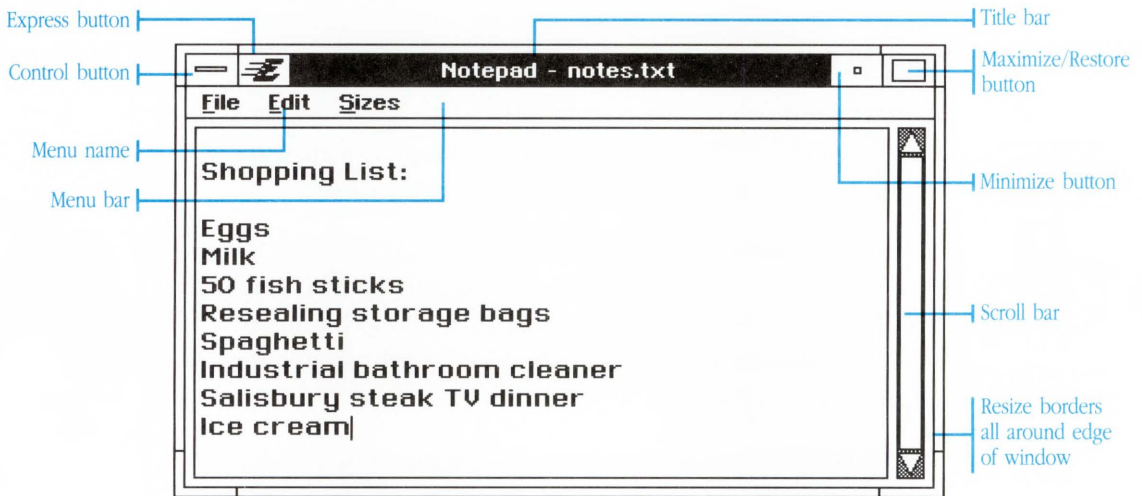 Express button
Title bar
Control button
Notepad - notes.txt
Maximize/Restore
button
File Edit Sizes
Menu name
Menu bar
Minimize button
Shopping List:
Eggs
Milk
50 fish sticks
Resealing storage bags
Spaghetti
Industrial bathroom cleaner
Salisbury steak TV dinner
Ice cream
Scroll bar
Resize borders
all around edge
of window